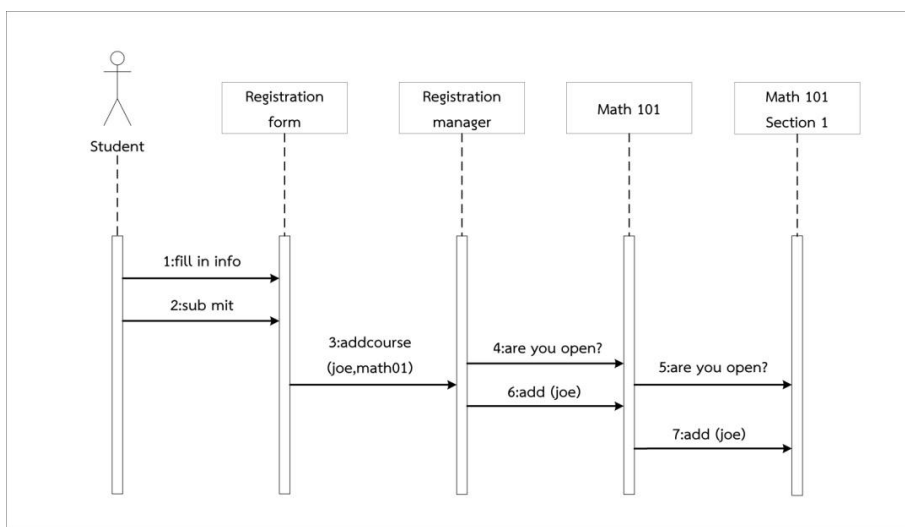 Registration
form
Registration
manager
Math 101
Math 101
Section 1
Student
1:fill in info
2:sub mit
3:addcourse
(joe,math01)
4:are you open?
5:are you open?
6:add (joe)
7:add (joe)